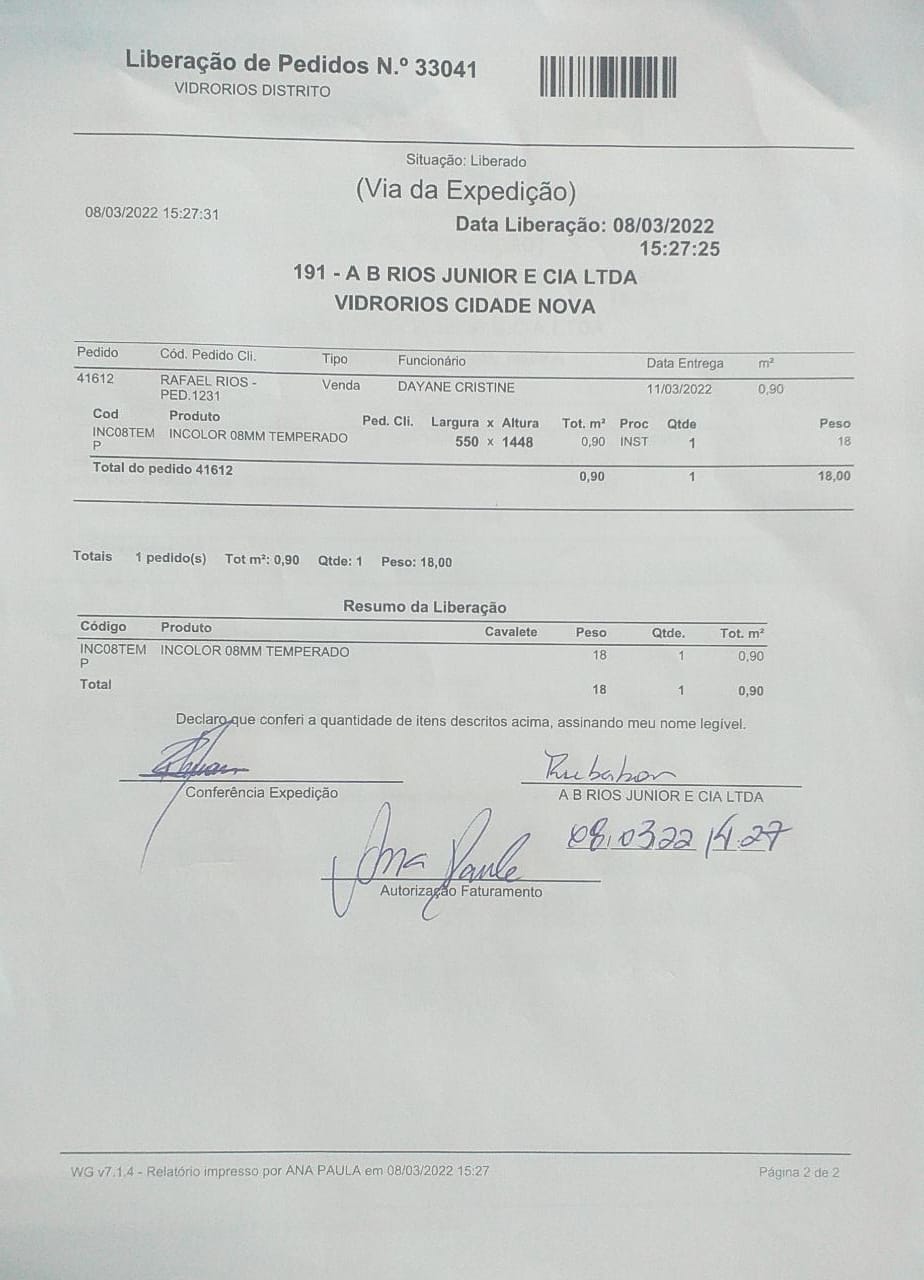 Liberação de Pedidos N.º 33041
VIDRORIOS DISTRITO
Situação: Liberado
(Via da Expedição)
08/03/2022 15:27:31
Data Liberação: 08/03/2022
15:27:25
191 - A B RIOS JUNIOR E CIA LTDA
VIDRORIOS CIDADE NOVA
Pedido Cód. Pedido Cli. Tipo Funcionário Data Entrega m²
41612 RAFAEL RIOS - Venda DAYANE CRISTINE 11/03/2022 0,90
PED.1231
Cod Produto Ped. Cli. Largura x Altura Tot. m² Proc Qtde Peso
INC08TEM INCOLOR 08MM TEMPERADO 550 x 1448 0,90 INST 1 18
P
Total do pedido 41612 0,90 1 18,00
Totais 1 pedido(s) Tot m²: 0,90 Qtde: 1 Peso: 18,00
Resumo da Liberação
Código Produto Cavalete Peso Qtde. Tot. m²
INC08TEM INCOLOR 08MM TEMPERADO 18 1 0,90
P
Total 18 1 0,90
Declaro que conferi a quantidade de itens descritos acima, assinando meu nome legível.
Conferência Expedição
A B RIOS JUNIOR E CIA LTDA
08.03.22 14:27
Ana Paula
Autorização Faturamento
WG v7.1.4 - Relatório impresso por ANA PAULA em 08/03/2022 15:27
Página 2 de 2